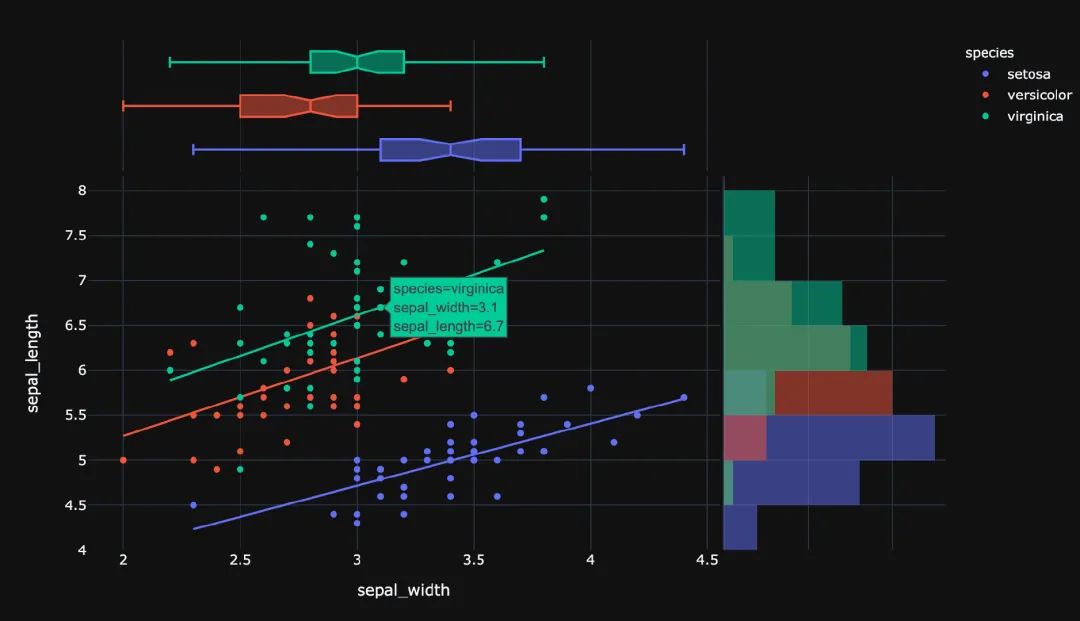 species
setosa
versicolor
virginica
8
7.5
7
6.5
6
5.5
5
4.5
4
sepal_length
species=virginica
sepal_width=3.1
sepal_length=6.7
2
2.5
3
3.5
4
4.5
sepal_width